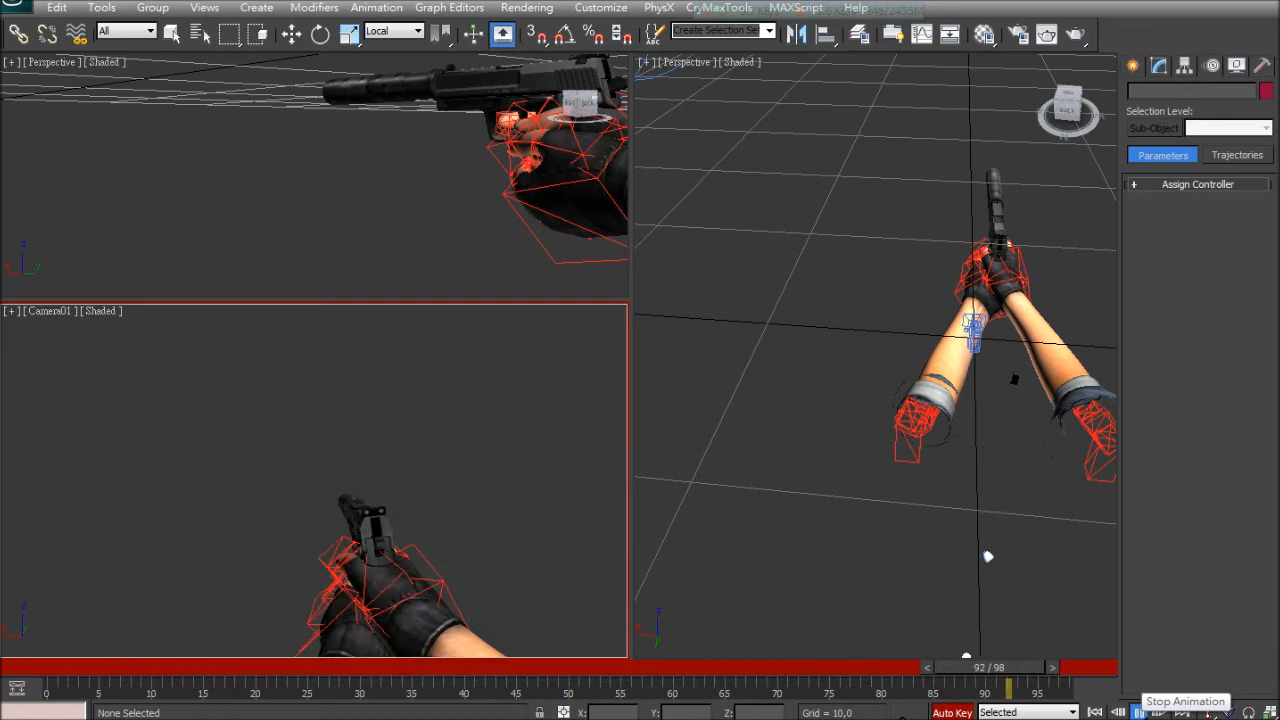 Edit Tools Group Views Create Modifiers Animation Graph Editors Rendering Customize PhysX CryMaxTools MAXScript Help
All Local 3 Create Selection Se
[ + ] [ Perspective ] [ Shaded ]
[ + ] [ Perspective ] [ Shaded ]
BACK
Selection Level:
Sub-Object
Parameters Trajectories
+ Assign Controller
z
x y
[ + ] [ Camera01 ] [ Shaded ]
z
x
z
x y
< 92 / 98 >
0 5 10 15 20 25 30 35 40 45 50 55 60 65 70 75 80 85 90 95
Stop Animation
None Selected X: Y: Z: Grid = 10,0 Auto Key Selected